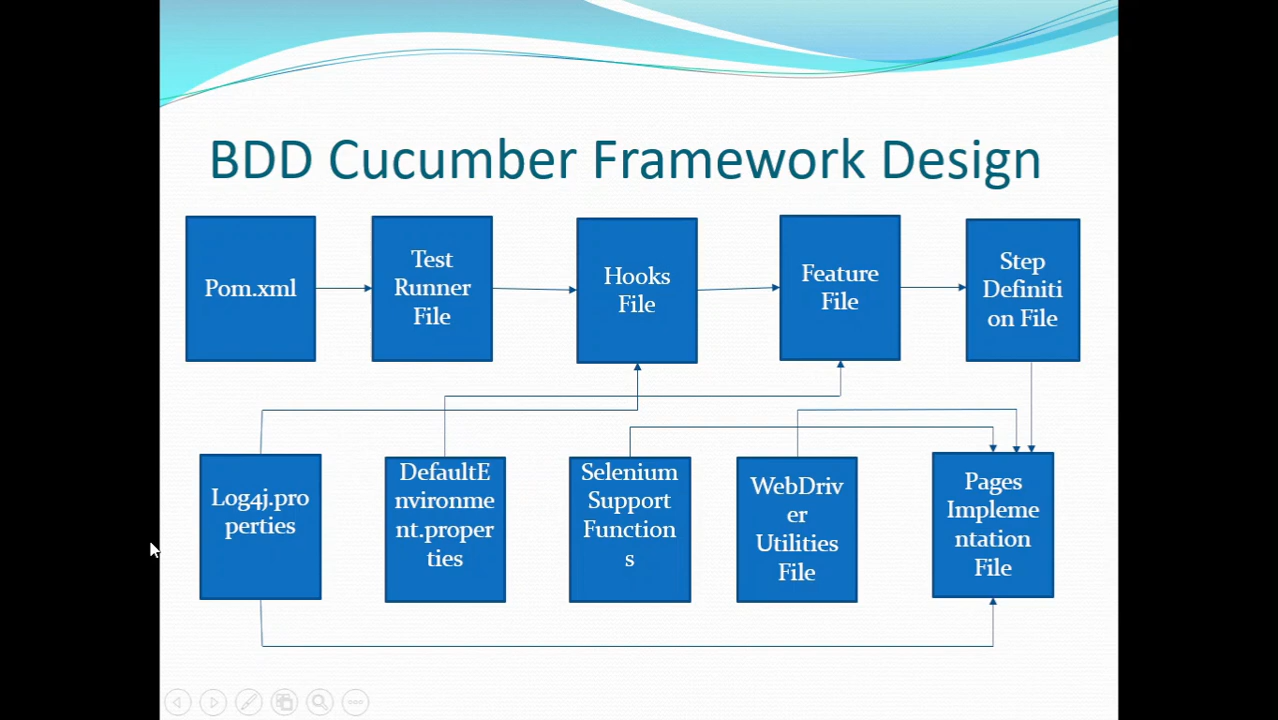 BDD Cucumber Framework Design
Pom.xml
Test
Runner
File
Hooks
File
Feature
File
Step
Definiti
on File
Log4j.pro
perties
DefaultE
nvironme
nt.proper
ties
Selenium
Support
Function
s
WebDriv
er
Utilities
File
Pages
Impleme
ntation
File